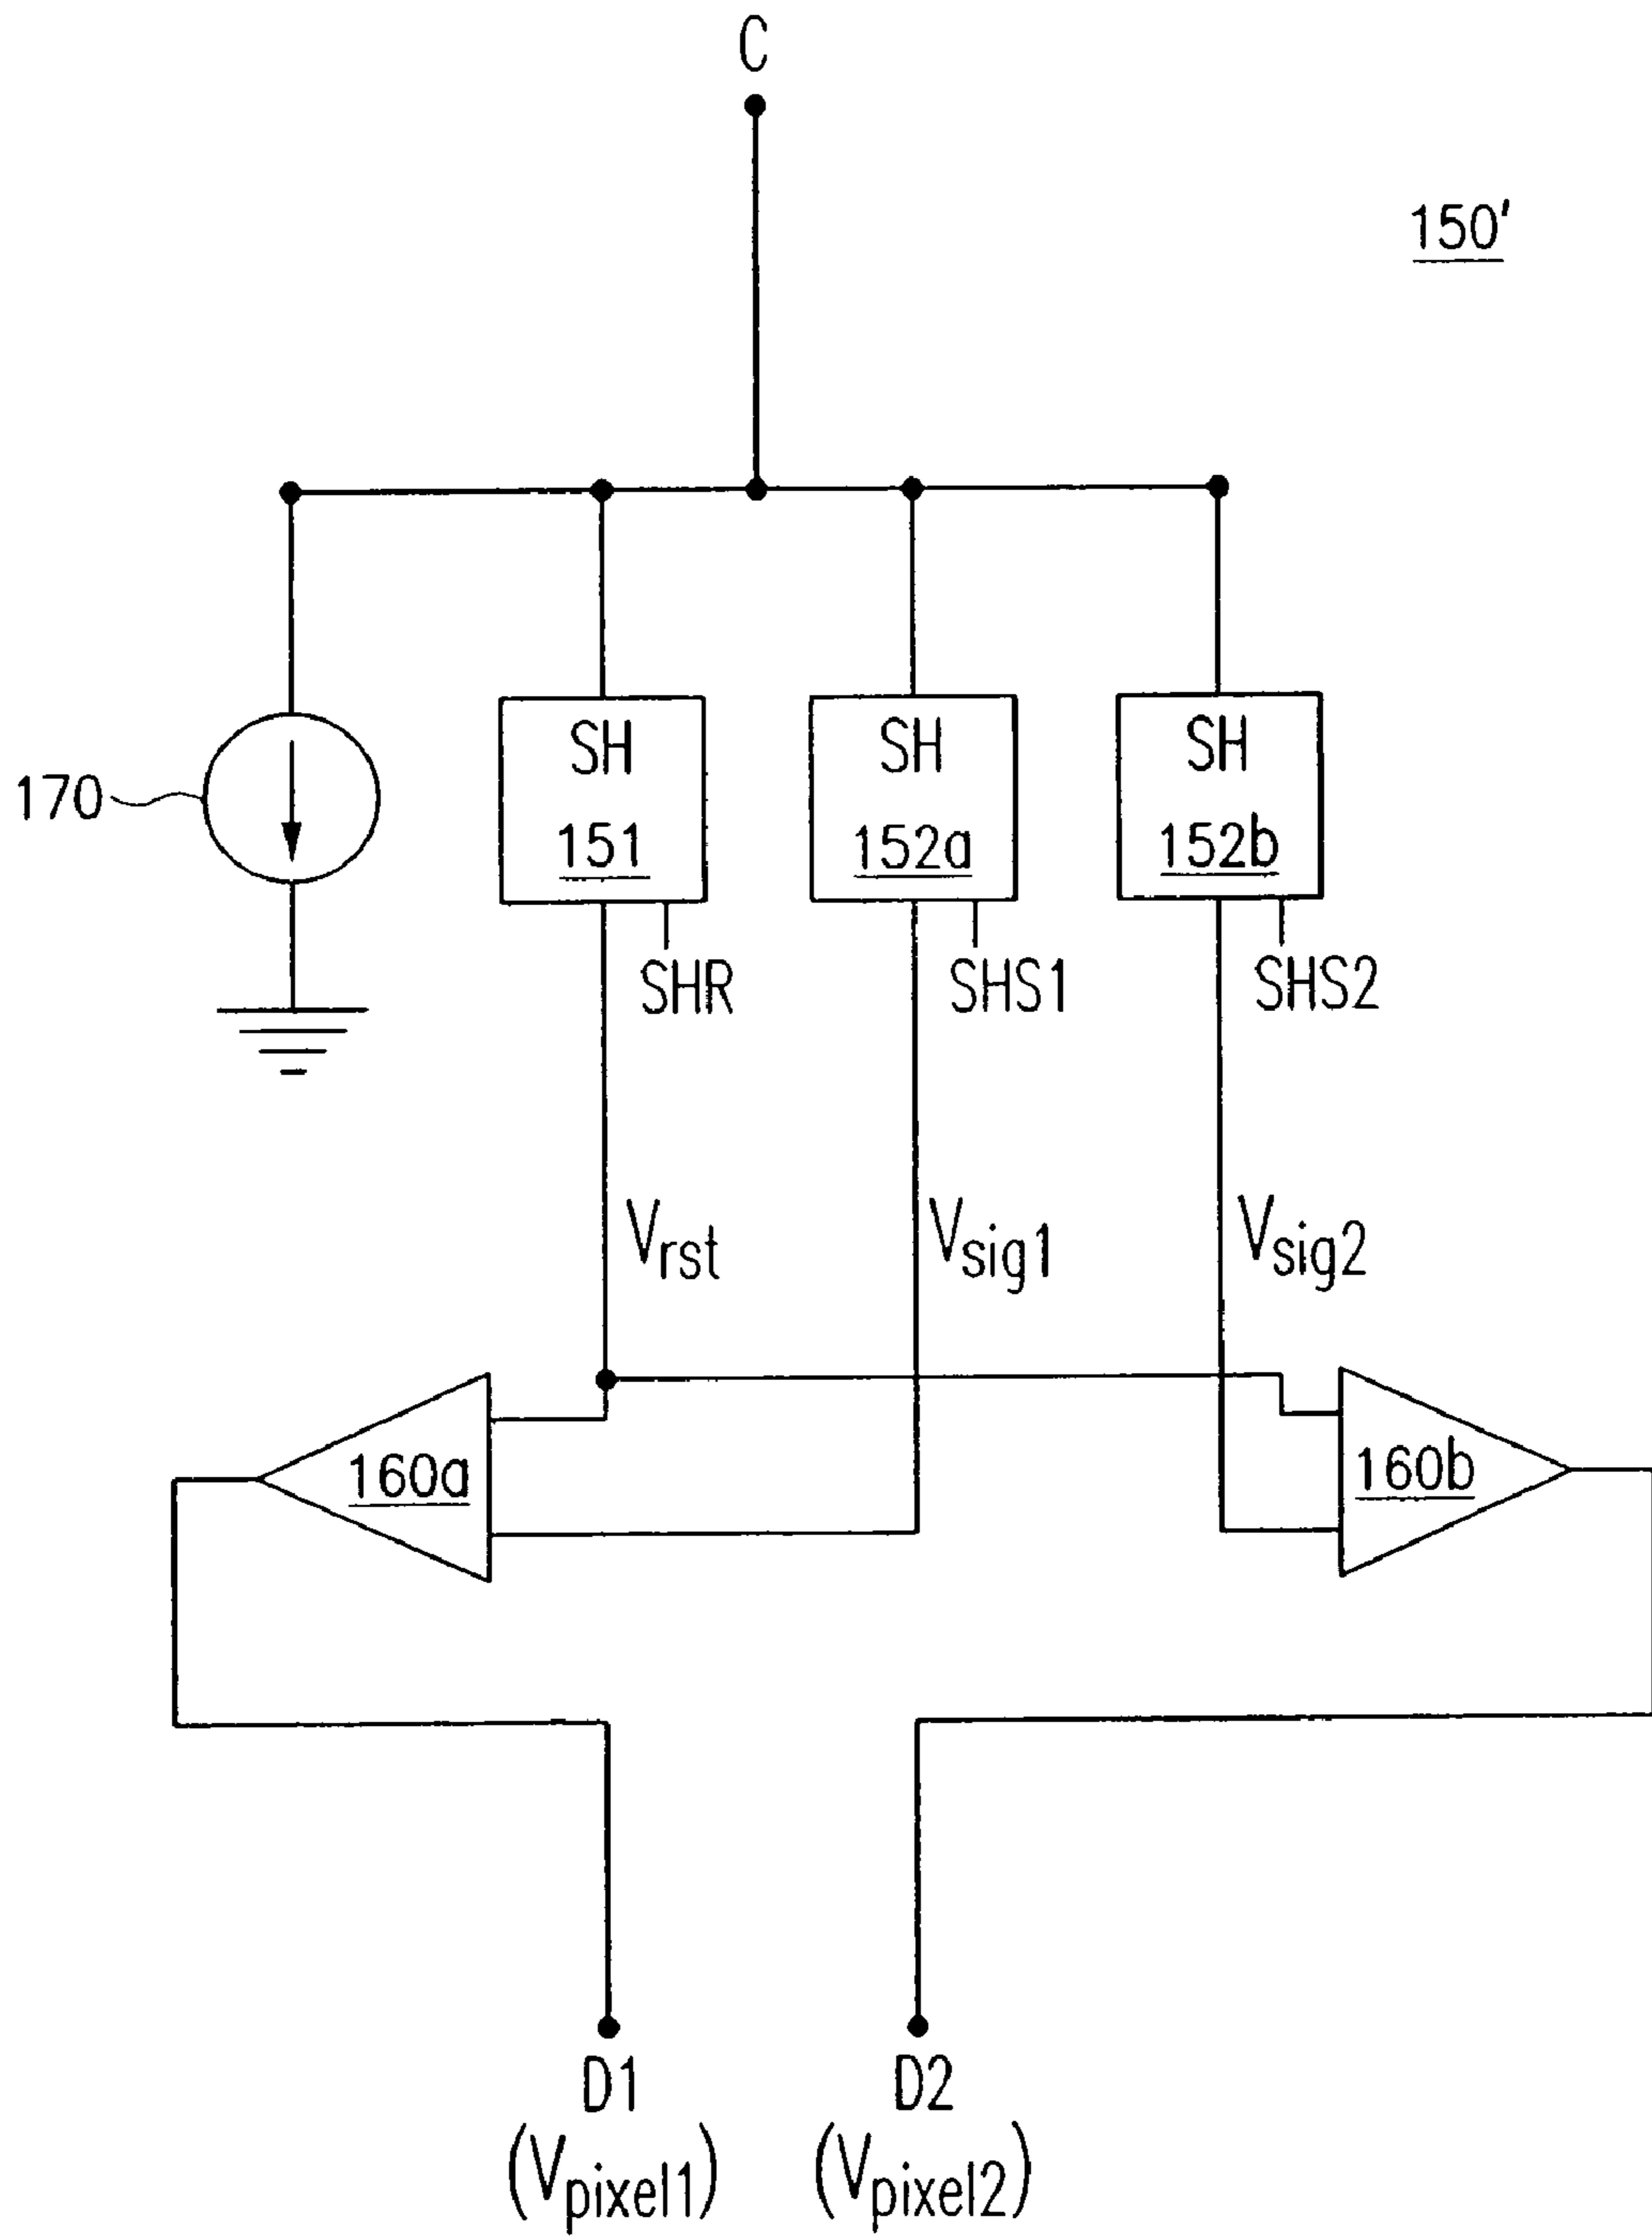 C
150'
170
SH
151
SH
152a
SH
152b
SHR
SHS1
SHS2
Vrst
Vsig1
Vsig2
160a
160b
D1
(Vpixel1)
D2
(Vpixel2)